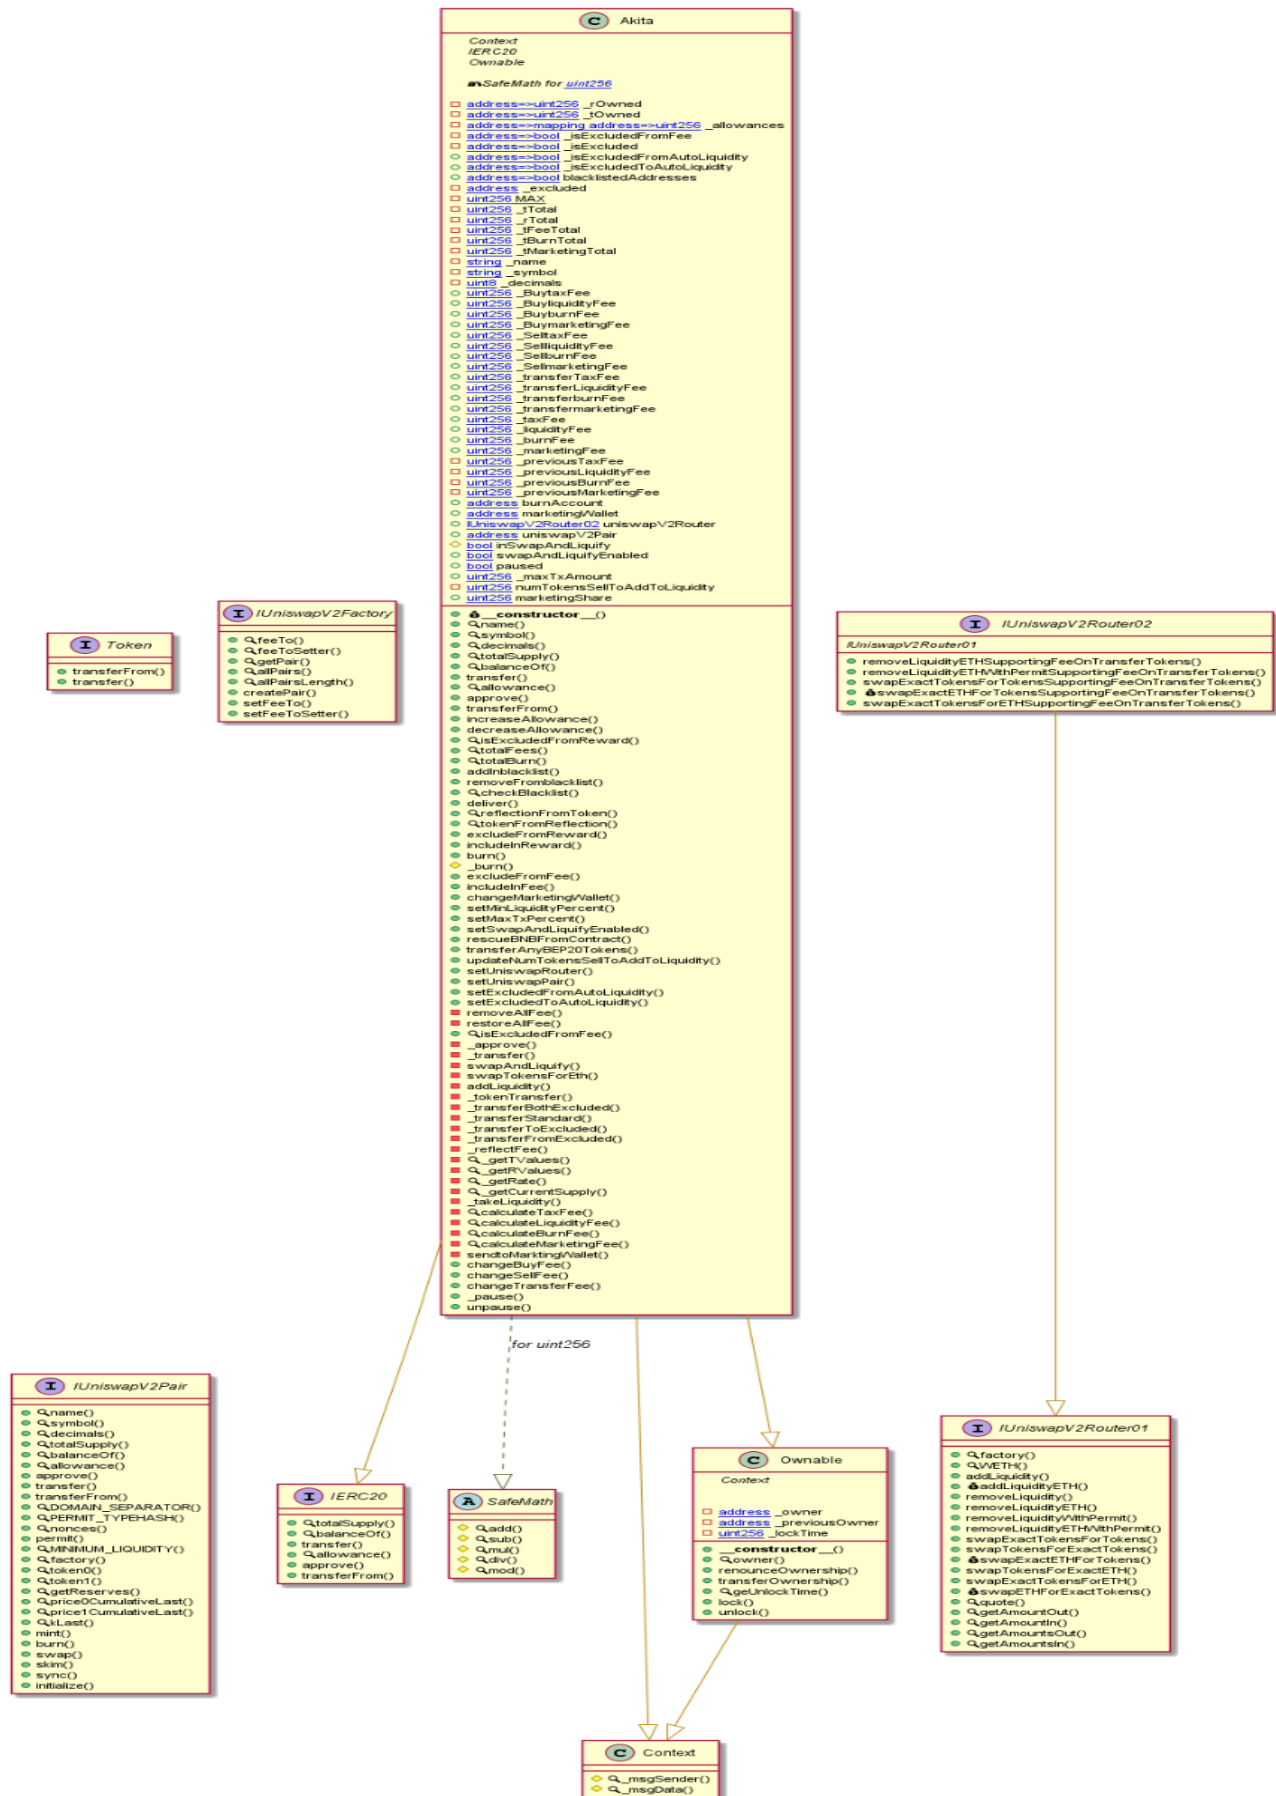 C Akita
Context
IERC20
Ownable
SafeMath for uint256
address=>uint256 _rOwned
address=>uint256 _tOwned
address=>mapping address=>uint256 _allowances
address=>bool _isExcludedFromFee
address=>bool _isExcluded
address=>bool _isExcludedFromAutoLiquidity
address=>bool _isExcludedToAutoLiquidity
address=>bool blacklistedAddresses
address _excluded
uint256 MAX
uint256 _tTotal
uint256 _rTotal
uint256 _tFeeTotal
uint256 _tBurnTotal
uint256 _tMarketingTotal
string _name
string _symbol
uint8 _decimals
uint256 _BuytaxFee
uint256 _BuyliquidityFee
uint256 _BuyburnFee
uint256 _BuymarketingFee
uint256 _SelltaxFee
uint256 _SellliquidityFee
uint256 _SellburnFee
uint256 _SellmarketingFee
uint256 _transferTaxFee
uint256 _transferLiquidityFee
uint256 _transferburnFee
uint256 _transfermarketingFee
uint256 _taxFee
uint256 _liquidityFee
uint256 _burnFee
uint256 _marketingFee
uint256 _previousTaxFee
uint256 _previousLiquidityFee
uint256 _previousBurnFee
uint256 _previousMarketingFee
address burnAccount
address marketingWallet
IUniswapV2Router02 uniswapV2Router
address uniswapV2Pair
bool inSwapAndLiquify
bool swapAndLiquifyEnabled
bool paused
uint256 _maxTxAmount
uint256 numTokensSellToAddToLiquidity
uint256 marketingShare
__constructor__()
name()
symbol()
decimals()
totalSupply()
balanceOf()
transfer()
allowance()
approve()
transferFrom()
increaseAllowance()
decreaseAllowance()
isExcludedFromReward()
totalFees()
totalBurn()
addInblacklist()
removeFromblacklist()
checkBlacklist()
deliver()
reflectionFromToken()
tokenFromReflection()
excludeFromReward()
includeInReward()
burn()
_burn()
excludeFromFee()
includeInFee()
changeMarketingWallet()
setMinLiquidityPercent()
setMaxTxPercent()
setSwapAndLiquifyEnabled()
rescueBNBFromContract()
transferAnyBEP20Tokens()
updateNumTokensSellToAddToLiquidity()
setUniswapRouter()
setUniswapPair()
setExcludedFromAutoLiquidity()
setExcludedToAutoLiquidity()
removeAllFee()
restoreAllFee()
isExcludedFromFee()
_approve()
_transfer()
swapAndLiquify()
swapTokensForEth()
addLiquidity()
_tokenTransfer()
_transferBothExcluded()
_transferStandard()
_transferToExcluded()
_transferFromExcluded()
_reflectFee()
_getTValues()
_getRValues()
_getRate()
_getCurrentSupply()
_takeLiquidity()
calculateTaxFee()
calculateLiquidityFee()
calculateBurnFee()
calculateMarketingFee()
sendtoMarktingWallet()
changeBuyFee()
changeSellFee()
changeTransferFee()
_pause()
unpause()
I Token
transferFrom()
transfer()
I IUniswapV2Factory
feeTo()
feeToSetter()
getPair()
allPairs()
allPairsLength()
createPair()
setFeeTo()
setFeeToSetter()
I IUniswapV2Router02
IUniswapV2Router01
removeLiquidityETHSupportingFeeOnTransferTokens()
removeLiquidityETHWithPermitSupportingFeeOnTransferTokens()
swapExactTokensForTokensSupportingFeeOnTransferTokens()
swapExactETHForTokensSupportingFeeOnTransferTokens()
swapExactTokensForETHSupportingFeeOnTransferTokens()
for uint256
I IUniswapV2Pair
name()
symbol()
decimals()
totalSupply()
balanceOf()
allowance()
approve()
transfer()
transferFrom()
DOMAIN_SEPARATOR()
PERMIT_TYPEHASH()
nonces()
permit()
MINIMUM_LIQUIDITY()
factory()
token0()
token1()
getReserves()
price0CumulativeLast()
price1CumulativeLast()
kLast()
mint()
burn()
swap()
skim()
sync()
initialize()
I IERC20
totalSupply()
balanceOf()
transfer()
allowance()
approve()
transferFrom()
A SafeMath
add()
sub()
mul()
div()
mod()
C Ownable
Context
address _owner
address _previousOwner
uint256 _lockTime
__constructor__()
owner()
renounceOwnership()
transferOwnership()
geUnlockTime()
lock()
unlock()
I IUniswapV2Router01
factory()
WETH()
addLiquidity()
addLiquidityETH()
removeLiquidity()
removeLiquidityETH()
removeLiquidityWithPermit()
removeLiquidityETHWithPermit()
swapExactTokensForTokens()
swapTokensForExactTokens()
swapExactETHForTokens()
swapTokensForExactETH()
swapExactTokensForETH()
swapETHForExactTokens()
quote()
getAmountOut()
getAmountIn()
getAmountsOut()
getAmountsIn()
C Context
_msgSender()
_msgData()